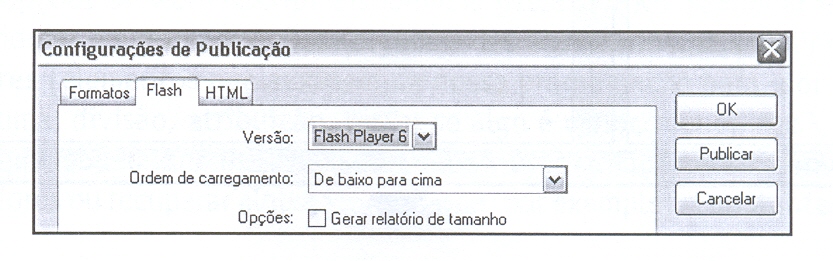 Configurações de Publicação
Formatos Flash HTML
OK
Versão: Flash Player 6
Publicar
Ordem de carregamento: De baixo para cima
Cancelar
Opções: Gerar relatório de tamanho